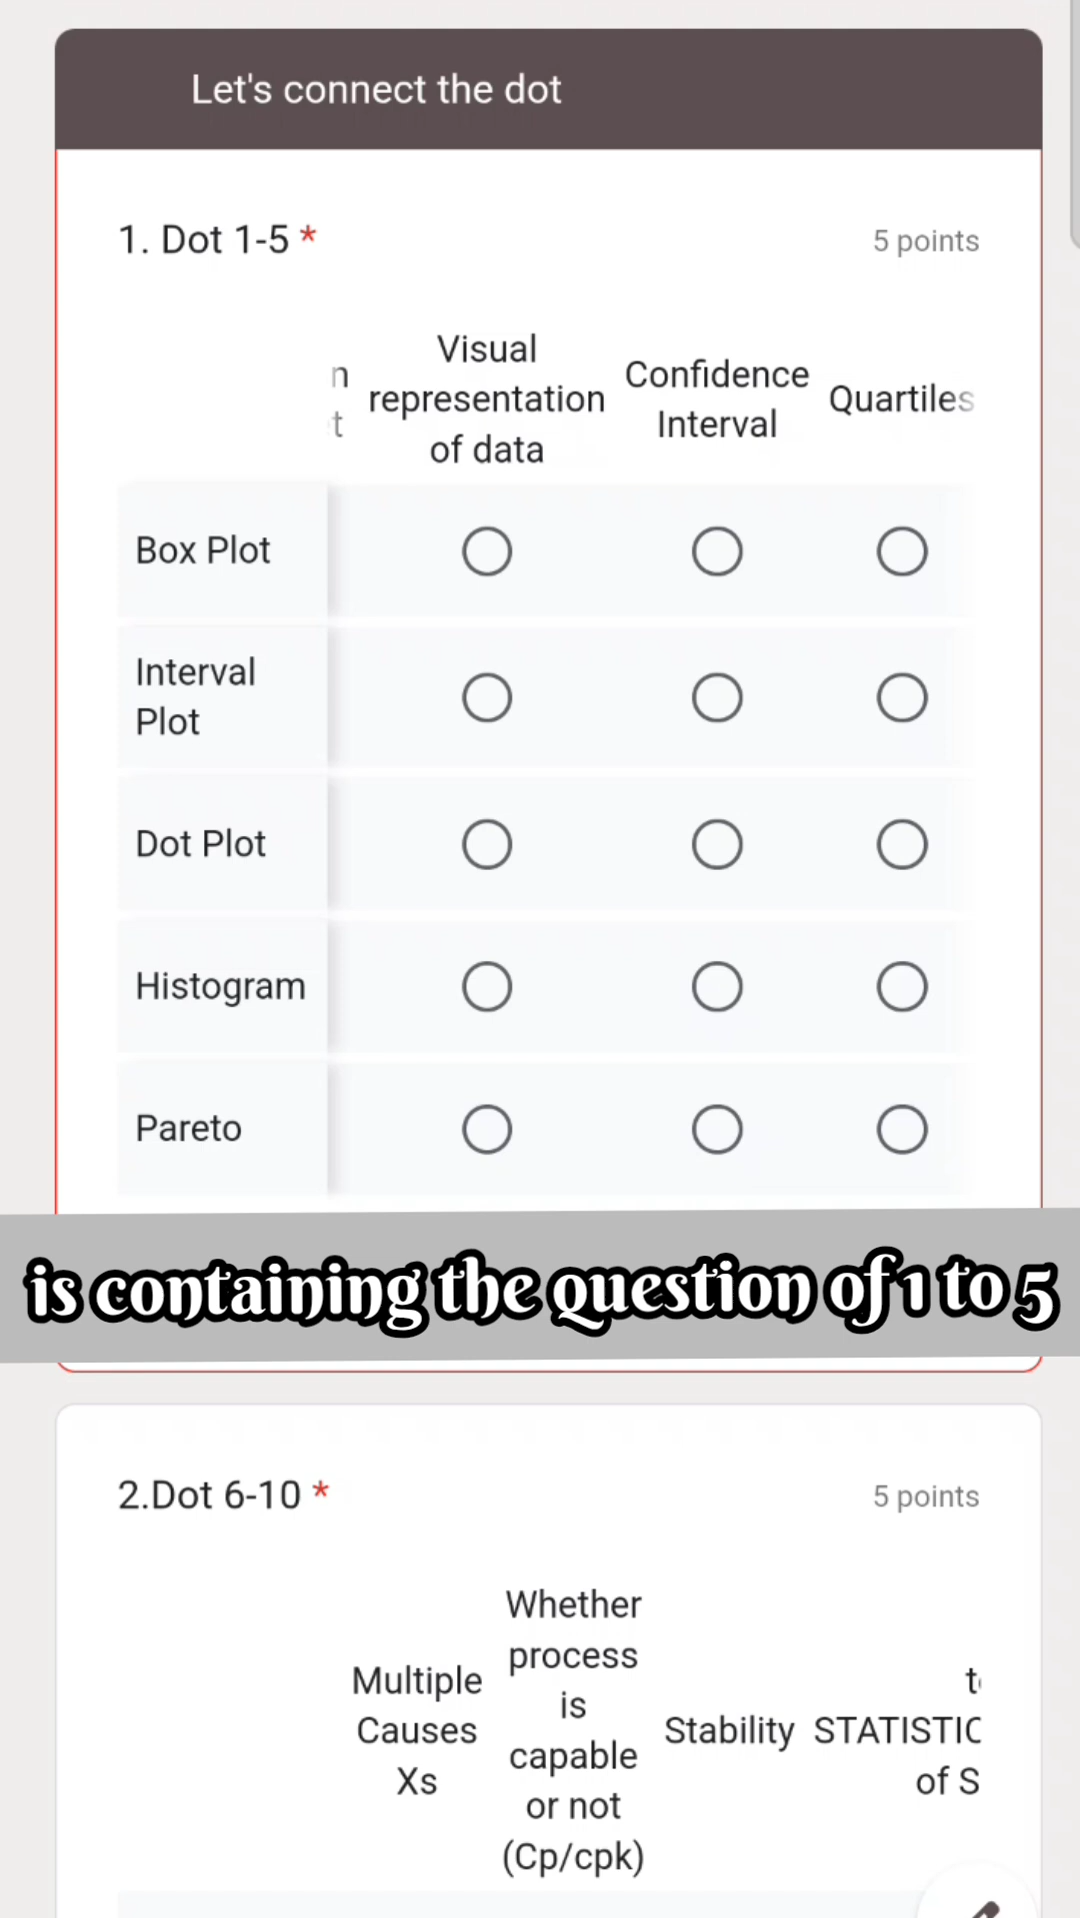 Let's connect the dot
1. Dot 1-5 *
5 points
n
t
Visual
representation
of data
Confidence
Interval
Quartiles
Box Plot
Interval
Plot
Dot Plot
Histogram
Pareto
is containing the question of 1 to 5
2.Dot 6-10 *
5 points
Multiple
Causes
Xs
Whether
process
is
capable
or not
(Cp/cpk)
Stability
STATISTIC
of S